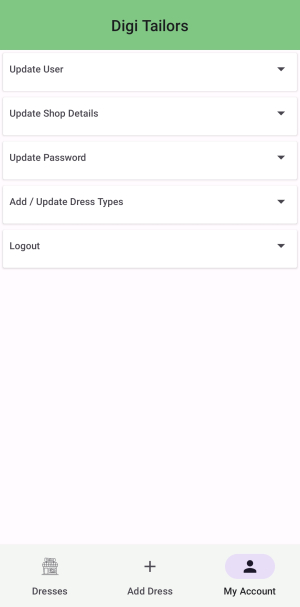 Digi Tailors
Update User
Update Shop Details
Update Password
Add / Update Dress Types
Logout
Dresses
Add Dress
My Account